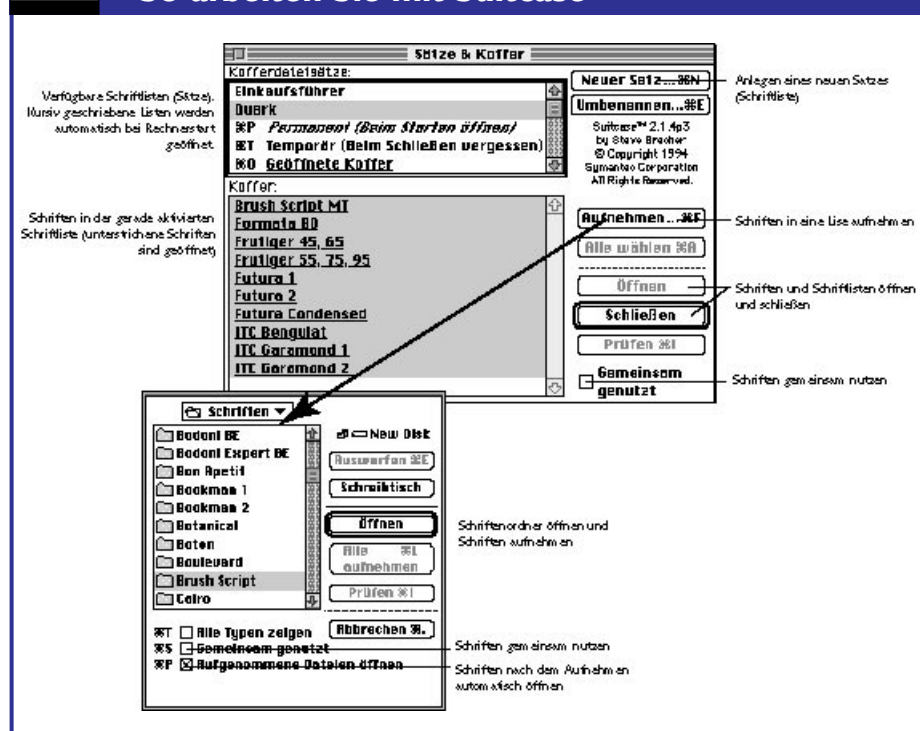 So arbeiten Sie mit Suitcase
Sätze & Koffer
Kofferdateisätze:
Einkaufsführer
Quark
⌘P Permanent (Beim Starten öffnen)
⌘T Temporär (Beim Schließen vergessen)
⌘O Geöffnete Koffer
Koffer:
Brush Script MT
Formata BO
Frutiger 45, 65
Frutiger 55, 75, 95
Futura 1
Futura 2
Futura Condensed
ITC Benguiat
ITC Garamond 1
ITC Garamond 2
Neuer Satz...⌘N
Umbenennen...⌘E
Suitcase™ 2.1.4p3
by Steve Brecher
© Copyright 1994
Symantec Corporation
All Rights Reserved.
Aufnehmen...⌘F
Alle wählen ⌘A
Öffnen
Schließen
Prüfen ⌘I
Gemeinsam
genutzt
Verfügbare Schriftlisten (Sätze).
Kursiv geschriebene Listen werden
automatisch bei Rechnerstart
geöffnet.
Schriften in der gerade aktivierten
Schriftliste (unterstrichene Schriften
sind geöffnet)
Anlegen eines neuen Satzes
(Schriftliste)
Schriften in eine Lise aufnehmen
Schriften und Schriflisten öffnen
und schließen
Schriften gemeinsam nutzen
Schriften
Bodoni BE
Bodoni Expert BE
Bon Apetit
Bookman 1
Bookman 2
Botanical
Boton
Boulevard
Brush Script
Cairo
New Disk
Auswerfen ⌘E
Schreibtisch
Öffnen
Alle ⌘L
aufnehmen
Prüfen ⌘I
Abbrechen ⌘.
⌘T Alle Typen zeigen
⌘S Gemeinsam genutzt
⌘P Aufgenommene Dateien öffnen
Schriftenordner öffnen und
Schriften aufnehmen
Schriften gemeinsam nutzen
Schriften nach dem Aufnehmen
automatisch öffnen